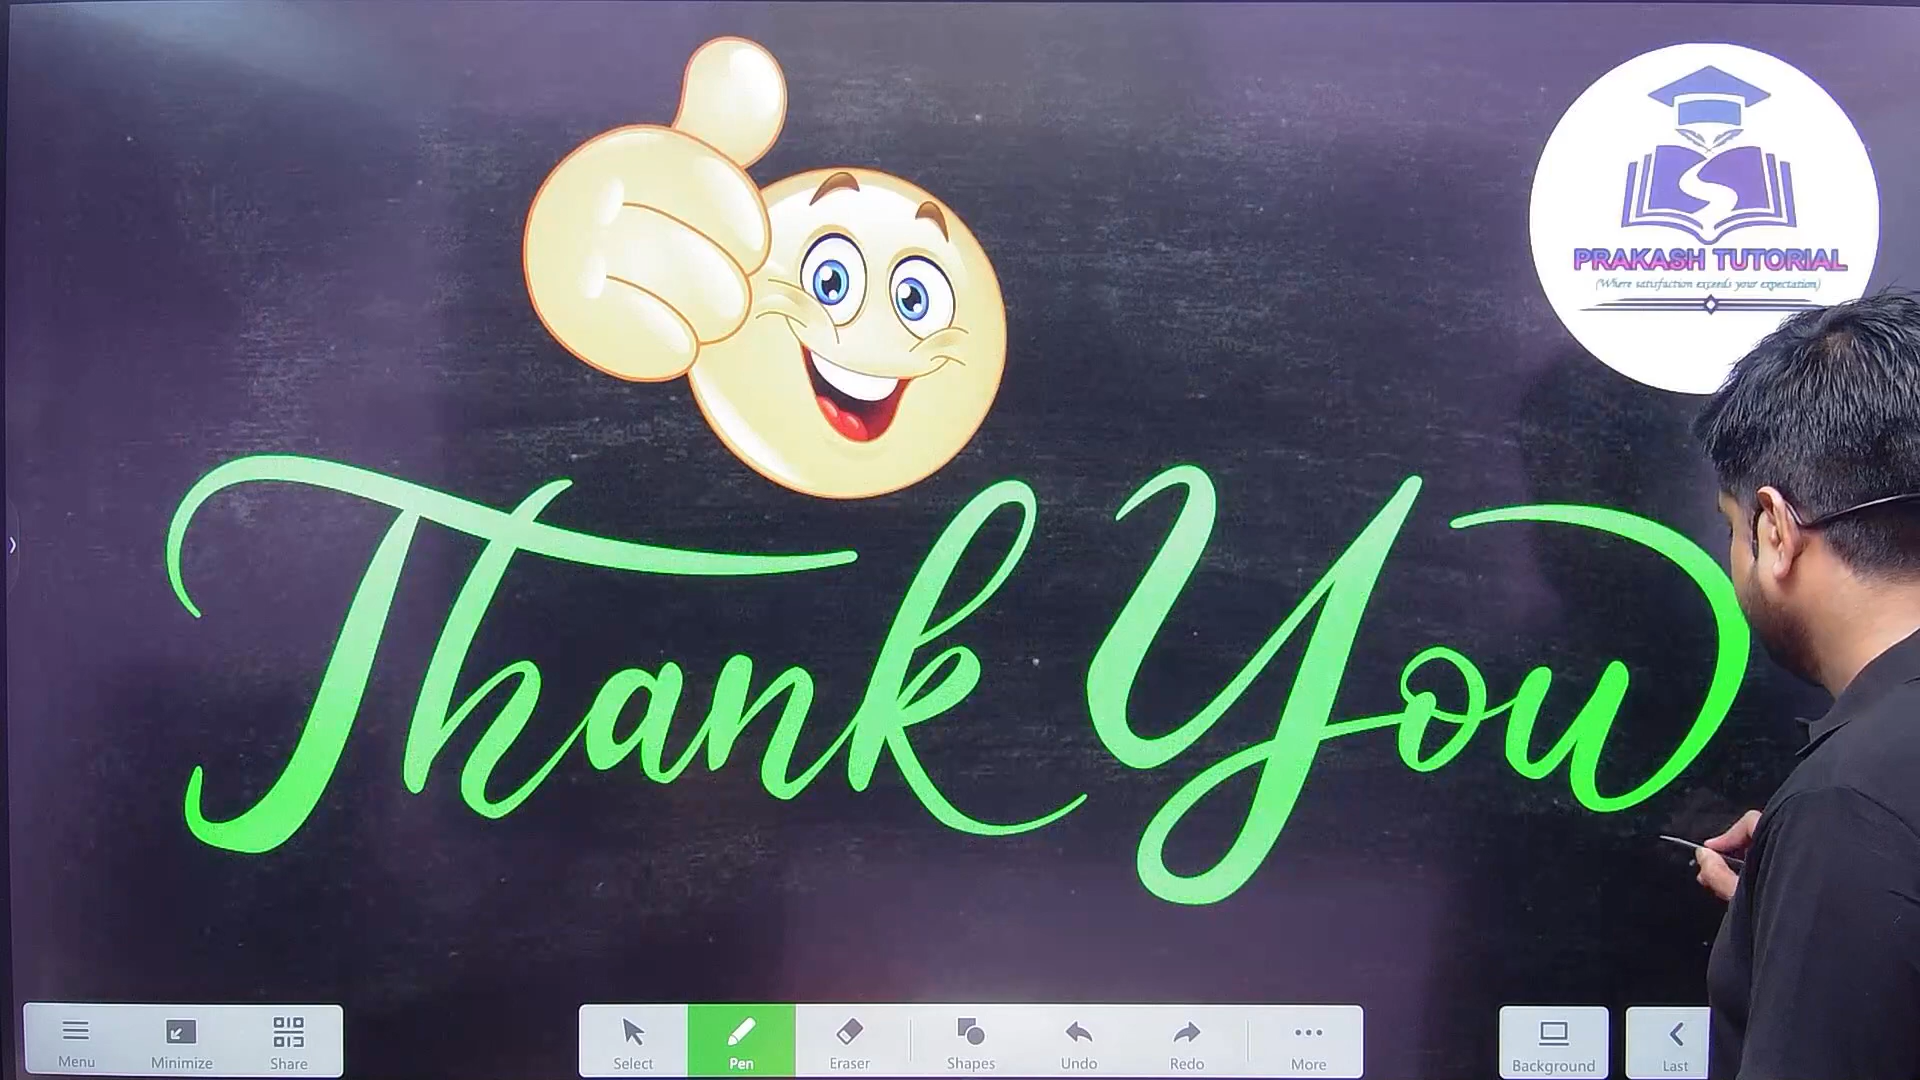 PRAKASH TUTORIAL
(Where satisfaction exceeds your expectation)
Thank You
Menu
Minimize
Share
Select
Pen
Eraser
Shapes
Undo
Redo
More
Background
Last